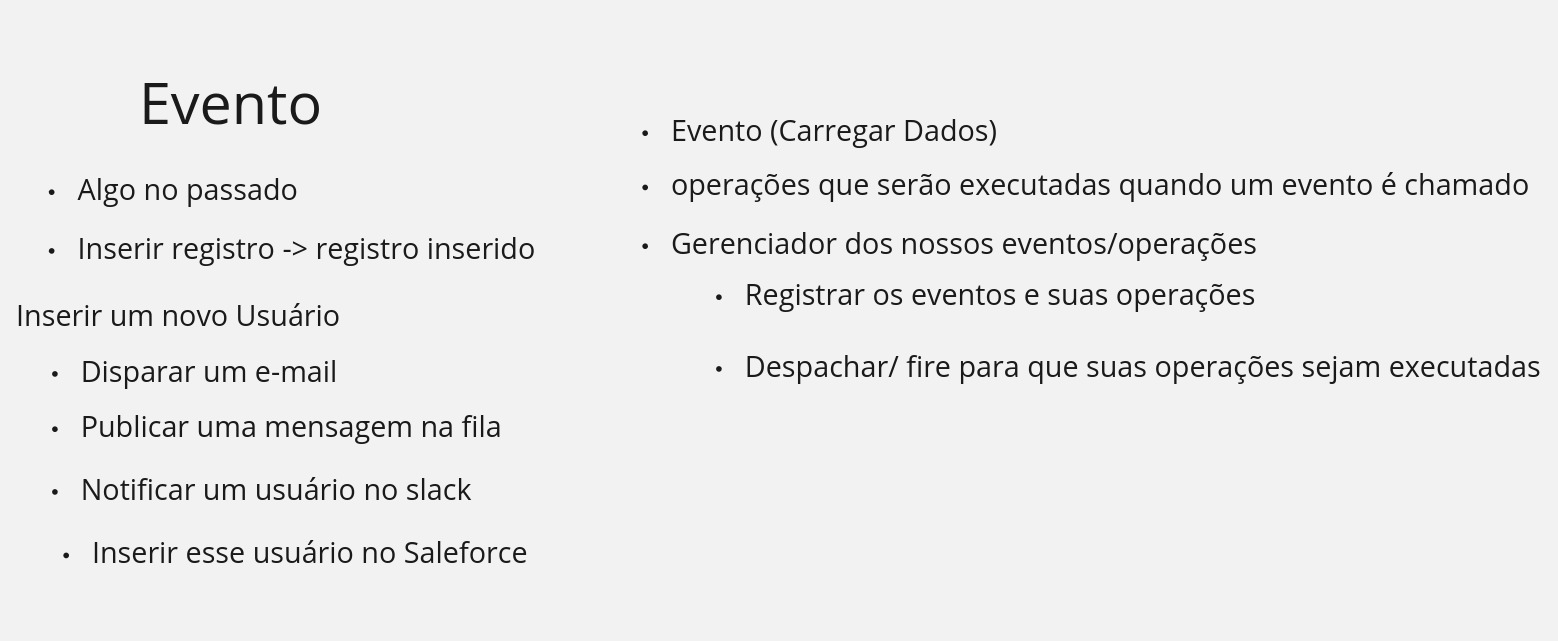 Evento
• Algo no passado
• Inserir registro -> registro inserido
Inserir um novo Usuário
• Disparar um e-mail
• Publicar uma mensagem na fila
• Notificar um usuário no slack
• Inserir esse usuário no Saleforce
• Evento (Carregar Dados)
• operações que serão executadas quando um evento é chamado
• Gerenciador dos nossos eventos/operações
• Registrar os eventos e suas operações
• Despachar/ fire para que suas operações sejam executadas